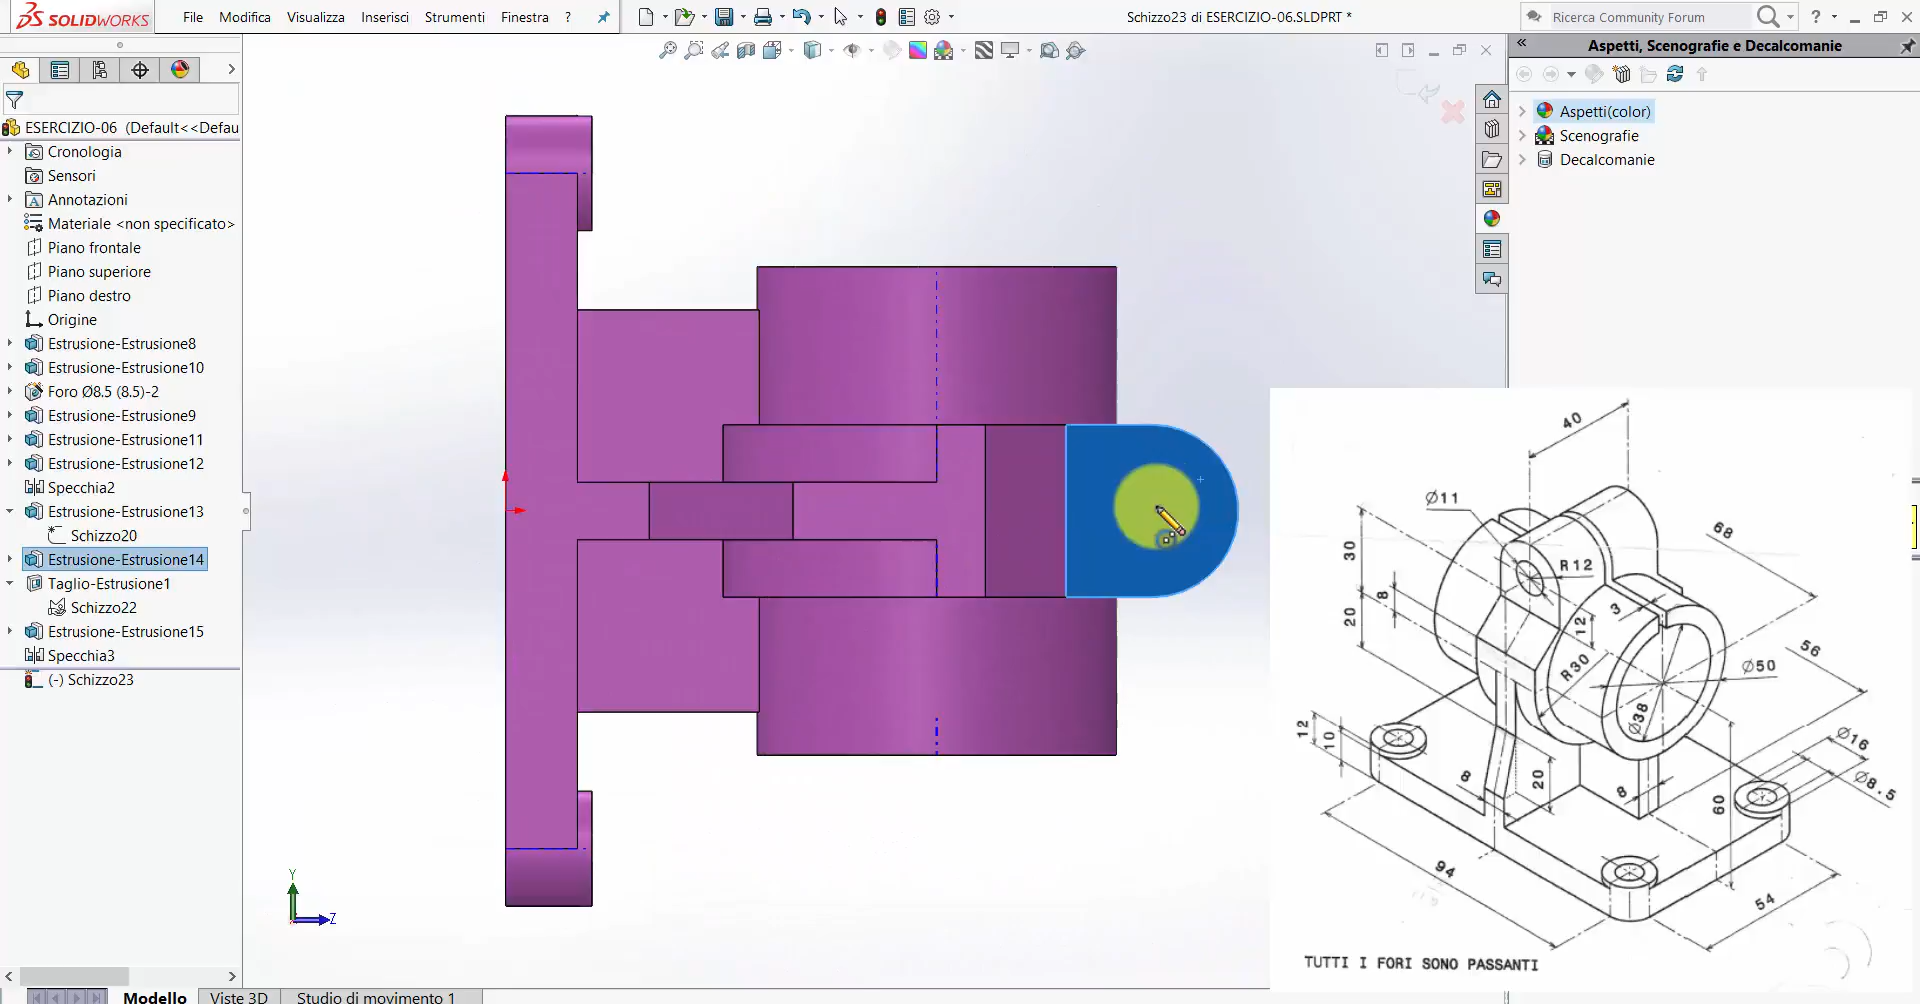 SOLIDWORKS
File Modifica Visualizza Inserisci Strumenti Finestra ?
Schizzo23 di ESERCIZIO-06.SLDPRT *
Ricerca Community Forum
?
Aspetti, Scenografie e Decalcomanie
Aspetti(color)
Scenografie
Decalcomanie
ESERCIZIO-06 (Default<<Defau
Cronologia
Sensori
Annotazioni
Materiale <non specificato>
Piano frontale
Piano superiore
Piano destro
Origine
Estrusione-Estrusione8
Estrusione-Estrusione10
Foro Ø8.5 (8.5)-2
Estrusione-Estrusione9
Estrusione-Estrusione11
Estrusione-Estrusione12
Specchia2
Estrusione-Estrusione13
Schizzo20
Estrusione-Estrusione14
Taglio-Estrusione1
Schizzo22
Estrusione-Estrusione15
Specchia3
(-) Schizzo23
Y
Z
40
Ø11
68
30
R12
8
3
20
12
56
R30
Ø50
Ø38
12
10
Ø16
8
20
8
Ø8.5
60
94
54
TUTTI I FORI SONO PASSANTI
Modello Viste 3D Studio di movimento 1